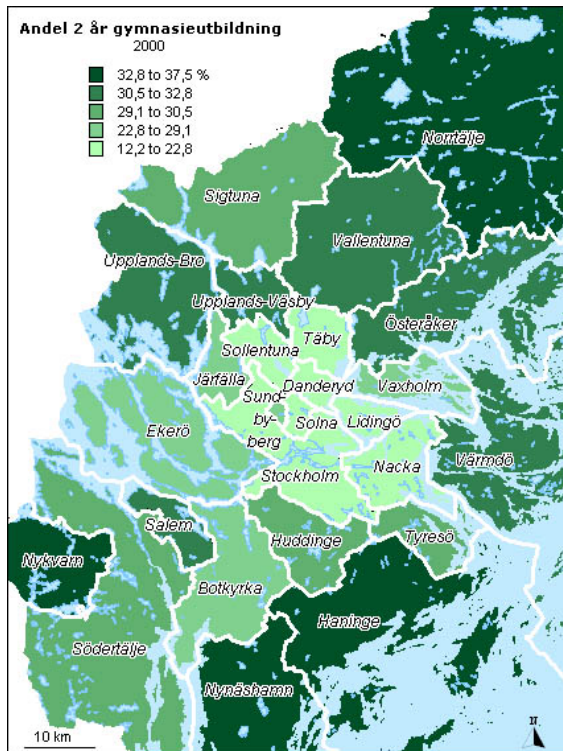 Andel 2 år gymnasieutbildning
2000
32,8 to 37,5 %
30,5 to 32,8
29,1 to 30,5
22,8 to 29,1
12,2 to 22,8
Norrtälje
Sigtuna
Vallentuna
Upplands-Bro
Upplands-Väsby
Österåker
Täby
Sollentuna
Järfälla
Danderyd
Vaxholm
Sund-
by-
berg
Solna
Lidingö
Ekerö
Värmdö
Nacka
Stockholm
Salem
Huddinge
Tyresö
Nykvarn
Botkyrka
Haninge
Södertälje
Nynäshamn
10 km
N